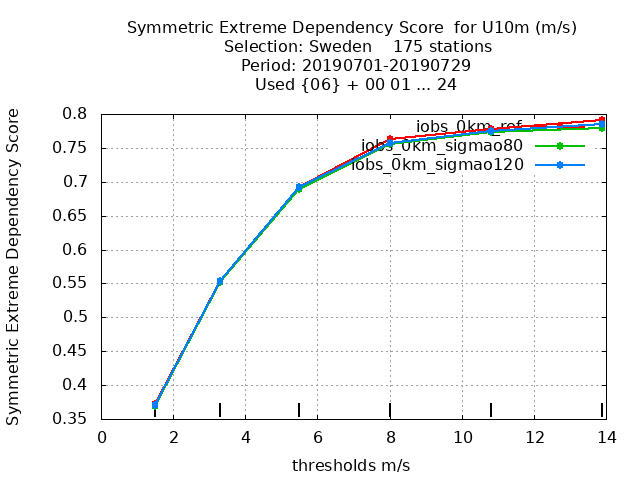 Symmetric Extreme Dependency Score  for U10m (m/s)
Selection: Sweden    175 stations
Period: 20190701-20190729
Used {06} + 00 01 ... 24
Symmetric Extreme Dependency Score
0.8
0.75
0.7
0.65
0.6
0.55
0.5
0.45
0.4
0.35
iobs_0km_ref
iobs_0km_sigmao80
iobs_0km_sigmao120
0 2 4 6 8 10 12 14
thresholds m/s